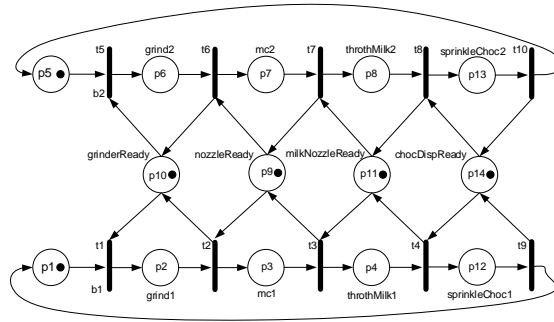 t5 grind2 t6 mc2 t7 throthMilk2 t8 sprinkleChoc2 t10
p5 p6 p7 p8 p13
b2
grinderReady nozzleReady milkNozzleReady chocDispReady
p10 p9 p11 p14
t1 t2 t3 t4 t9
p1 p2 p3 p4 p12
b1 grind1 mc1 throthMilk1 sprinkleChoc1